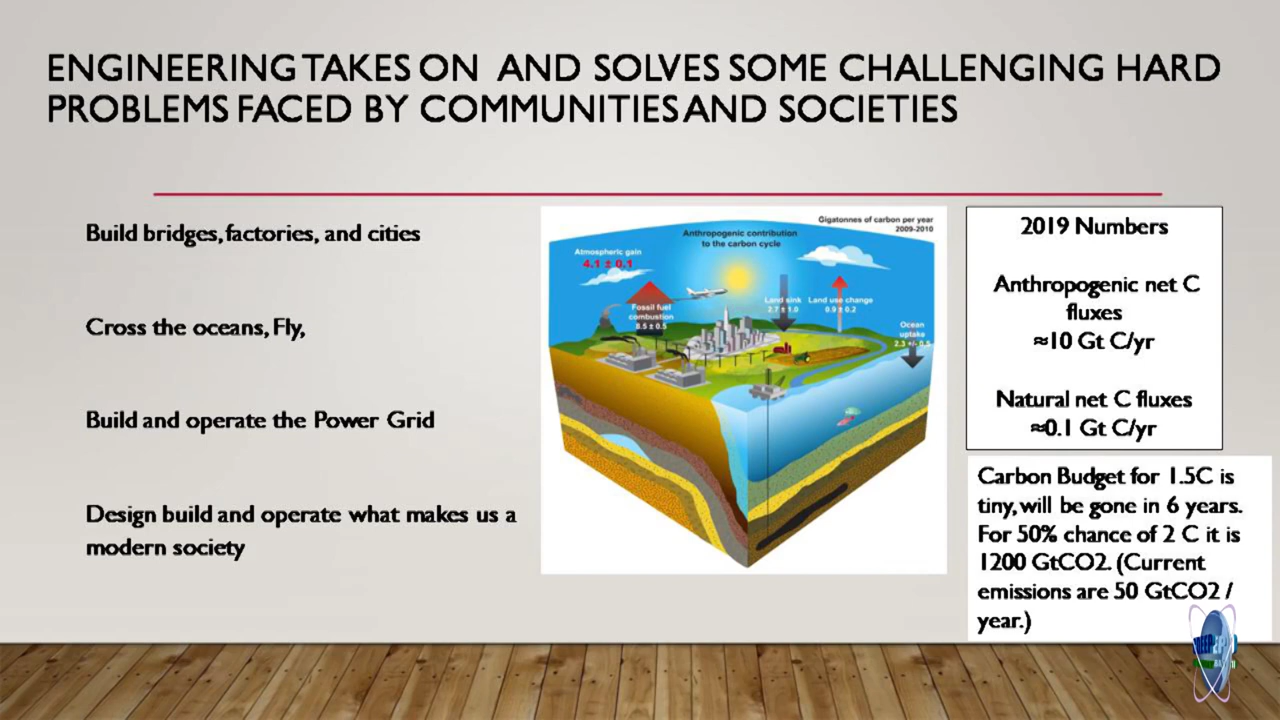 ENGINEERING TAKES ON AND SOLVES SOME CHALLENGING HARD
PROBLEMS FACED BY COMMUNITIES AND SOCIETIES
Build bridges, factories, and cities
Cross the oceans, Fly,
Build and operate the Power Grid
Design build and operate what makes us a
modern society
Gigatonnes of carbon per year
2009-2010
Anthropogenic contribution
to the carbon cycle
Atmospheric gain
4.1 ± 0.1
Fossil fuel
combustion
8.5 ± 0.5
Land sink
2.7 ± 1.0
Land use change
0.9 ± 0.2
Ocean
uptake
2.3 +/- 0.5
2019 Numbers
Anthropogenic net C
fluxes
≈10 Gt C/yr
Natural net C fluxes
≈0.1 Gt C/yr
Carbon Budget for 1.5C is
tiny, will be gone in 6 years.
For 50% chance of 2 C it is
1200 GtCO2. (Current
emissions are 50 GtCO2 /
year.)